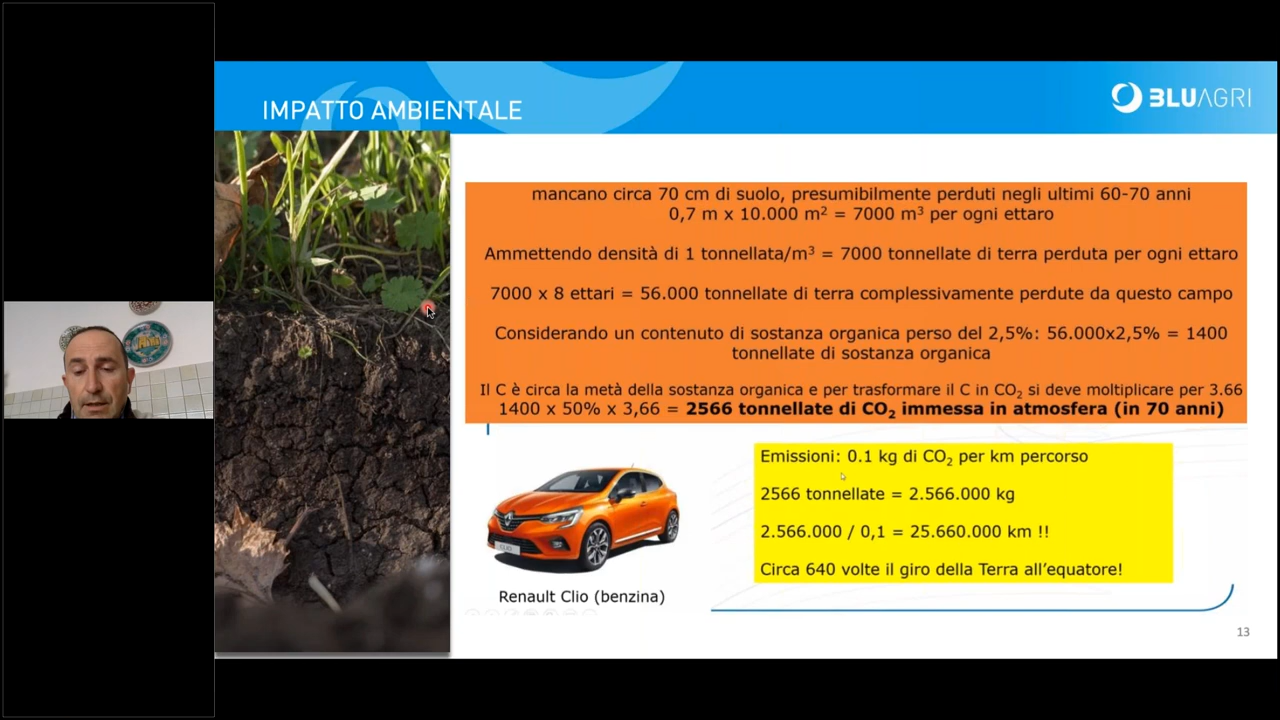 IMPATTO AMBIENTALE
BLUAGRI
mancano circa 70 cm di suolo, presumibilmente perduti negli ultimi 60-70 anni
0,7 m x 10.000 m² = 7000 m³ per ogni ettaro
Ammettendo densità di 1 tonnellata/m³ = 7000 tonnellate di terra perduta per ogni ettaro
7000 x 8 ettari = 56.000 tonnellate di terra complessivamente perdute da questo campo
Considerando un contenuto di sostanza organica perso del 2,5%: 56.000x2,5% = 1400
tonnellate di sostanza organica
Il C è circa la metà della sostanza organica e per trasformare il C in CO₂ si deve moltiplicare per 3.66
1400 x 50% x 3,66 = 2566 tonnellate di CO₂ immessa in atmosfera (in 70 anni)
Emissioni: 0.1 kg di CO₂ per km percorso
2566 tonnellate = 2.566.000 kg
2.566.000 / 0,1 = 25.660.000 km !!
Circa 640 volte il giro della Terra all'equatore!
Renault Clio (benzina)
13